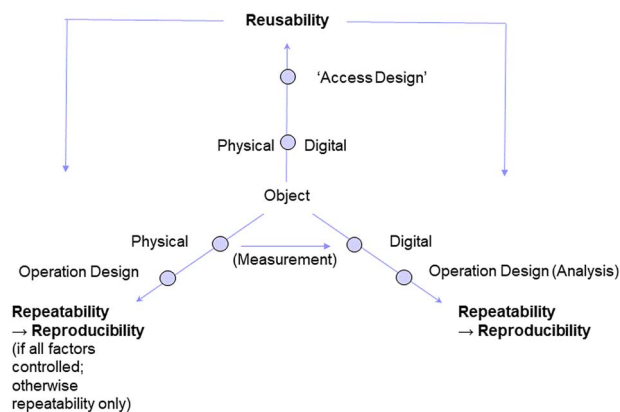 Reusability
‘Access Design’
Physical Digital
Object
Physical Digital
(Measurement)
Operation Design Operation Design (Analysis)
Repeatability
→ Reproducibility
(if all factors
controlled;
otherwise
repeatability only)
Repeatability
→ Reproducibility